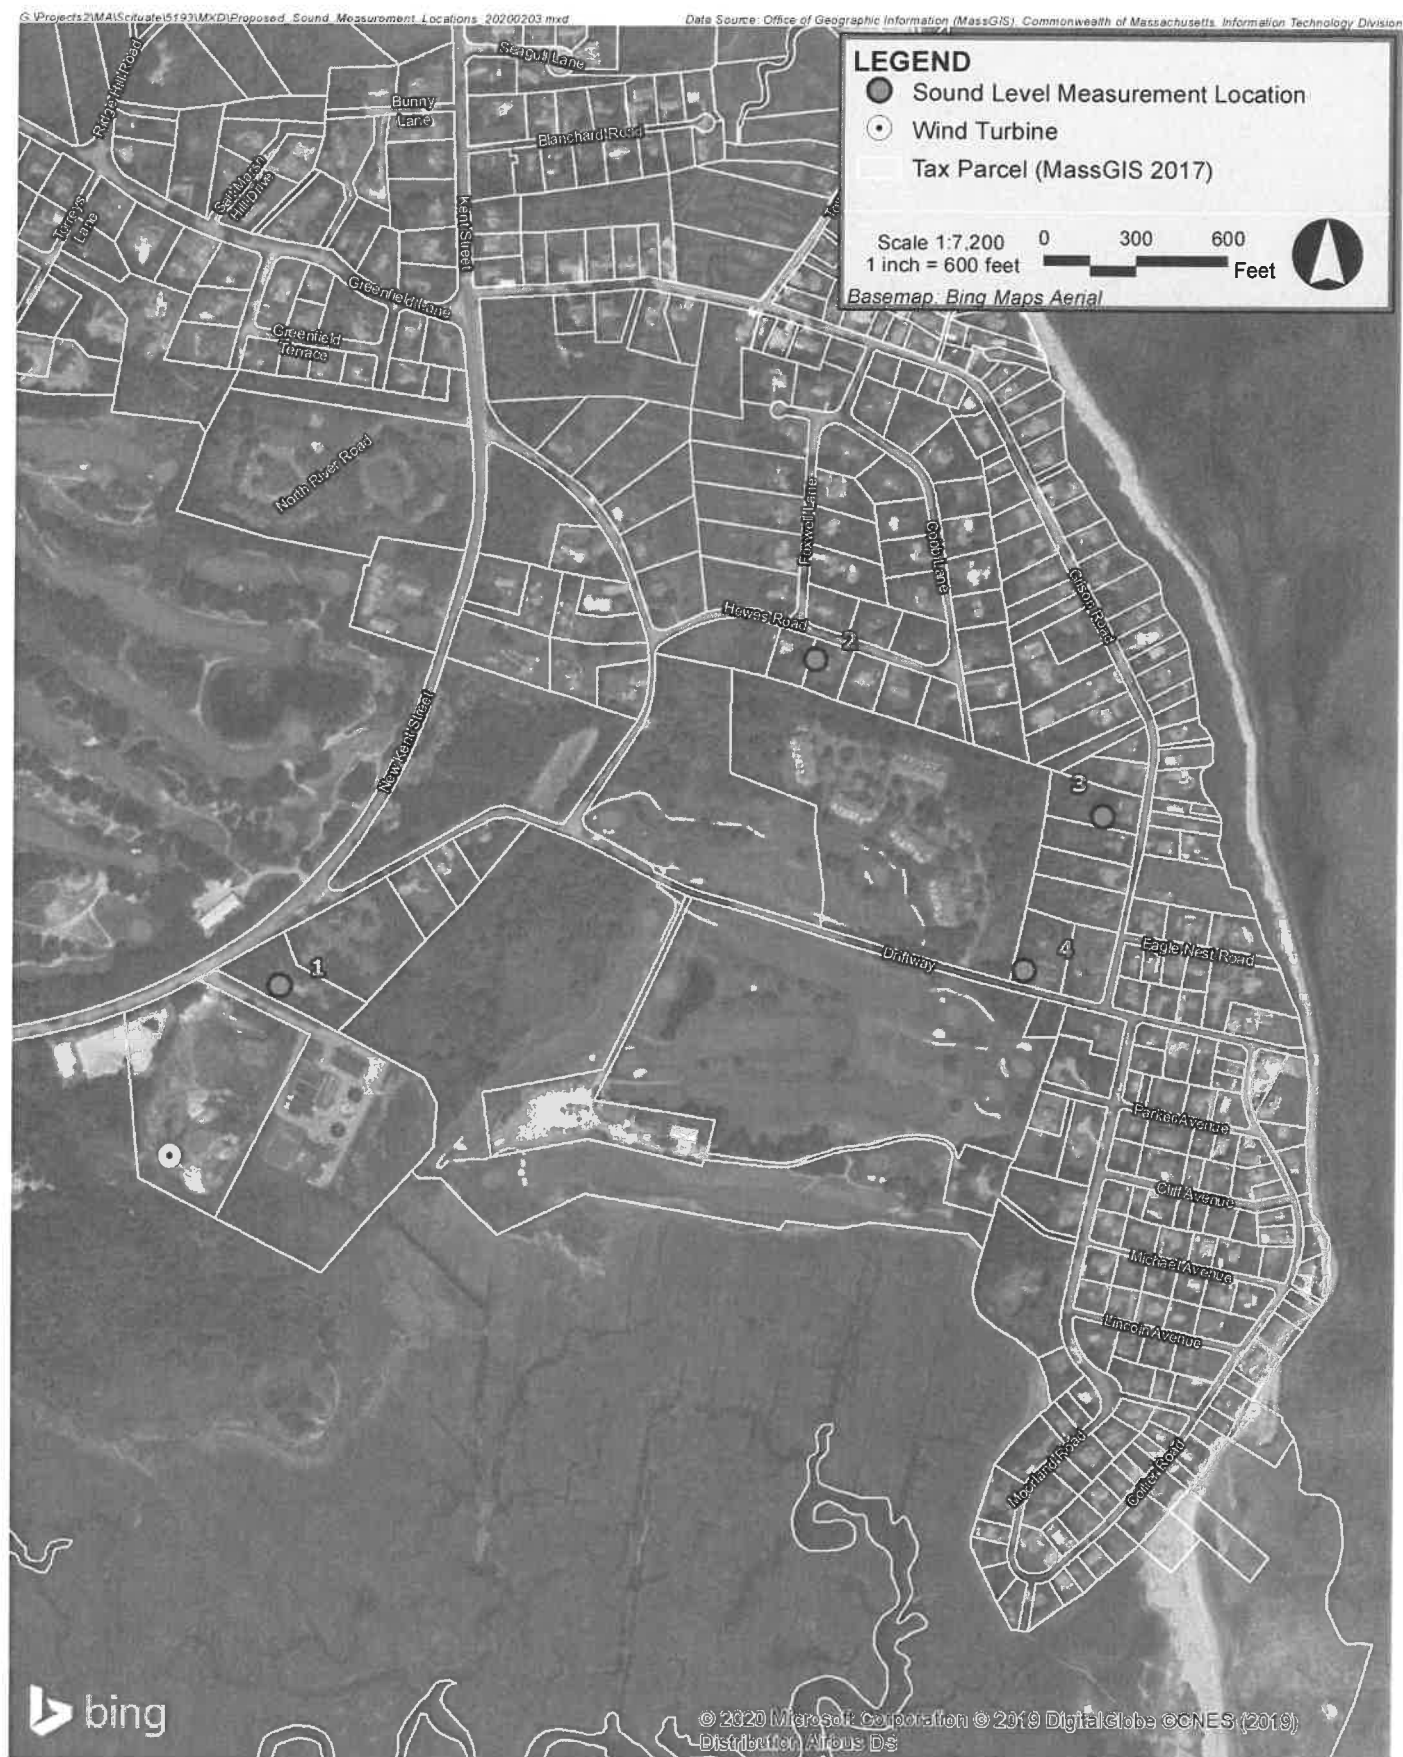 G:\Projects2\MA\Scituate\5193\MXD\Proposed_Sound_Measurement_Locations_20200203.mxd
Data Source: Office of Geographic Information (MassGIS), Commonwealth of Massachusetts, Information Technology Division
LEGEND
Sound Level Measurement Location
Wind Turbine
Tax Parcel (MassGIS 2017)
Scale 1:7,200
1 inch = 600 feet
0 300 600
Feet
Basemap: Bing Maps Aerial
Ridge Hill Road
Seagull Lane
Bunny
Lane
Blanchard Road
Salt Marsh
Hill Drive
Torreys
Lane
Kent Street
Greenfield Lane
Greenfield
Terrace
North River Road
Foxwell Lane
Cobb Lane
Gilson Road
Hewes Road
2
New Kent Street
3
Driftway
4
Eagle Nest Road
1
Parker Avenue
Cliff Avenue
Michael Avenue
Lincoln Avenue
Moorland Road
Collier Road
bing
© 2020 Microsoft Corporation © 2019 DigitalGlobe ©CNES (2019)
Distribution Airbus DS